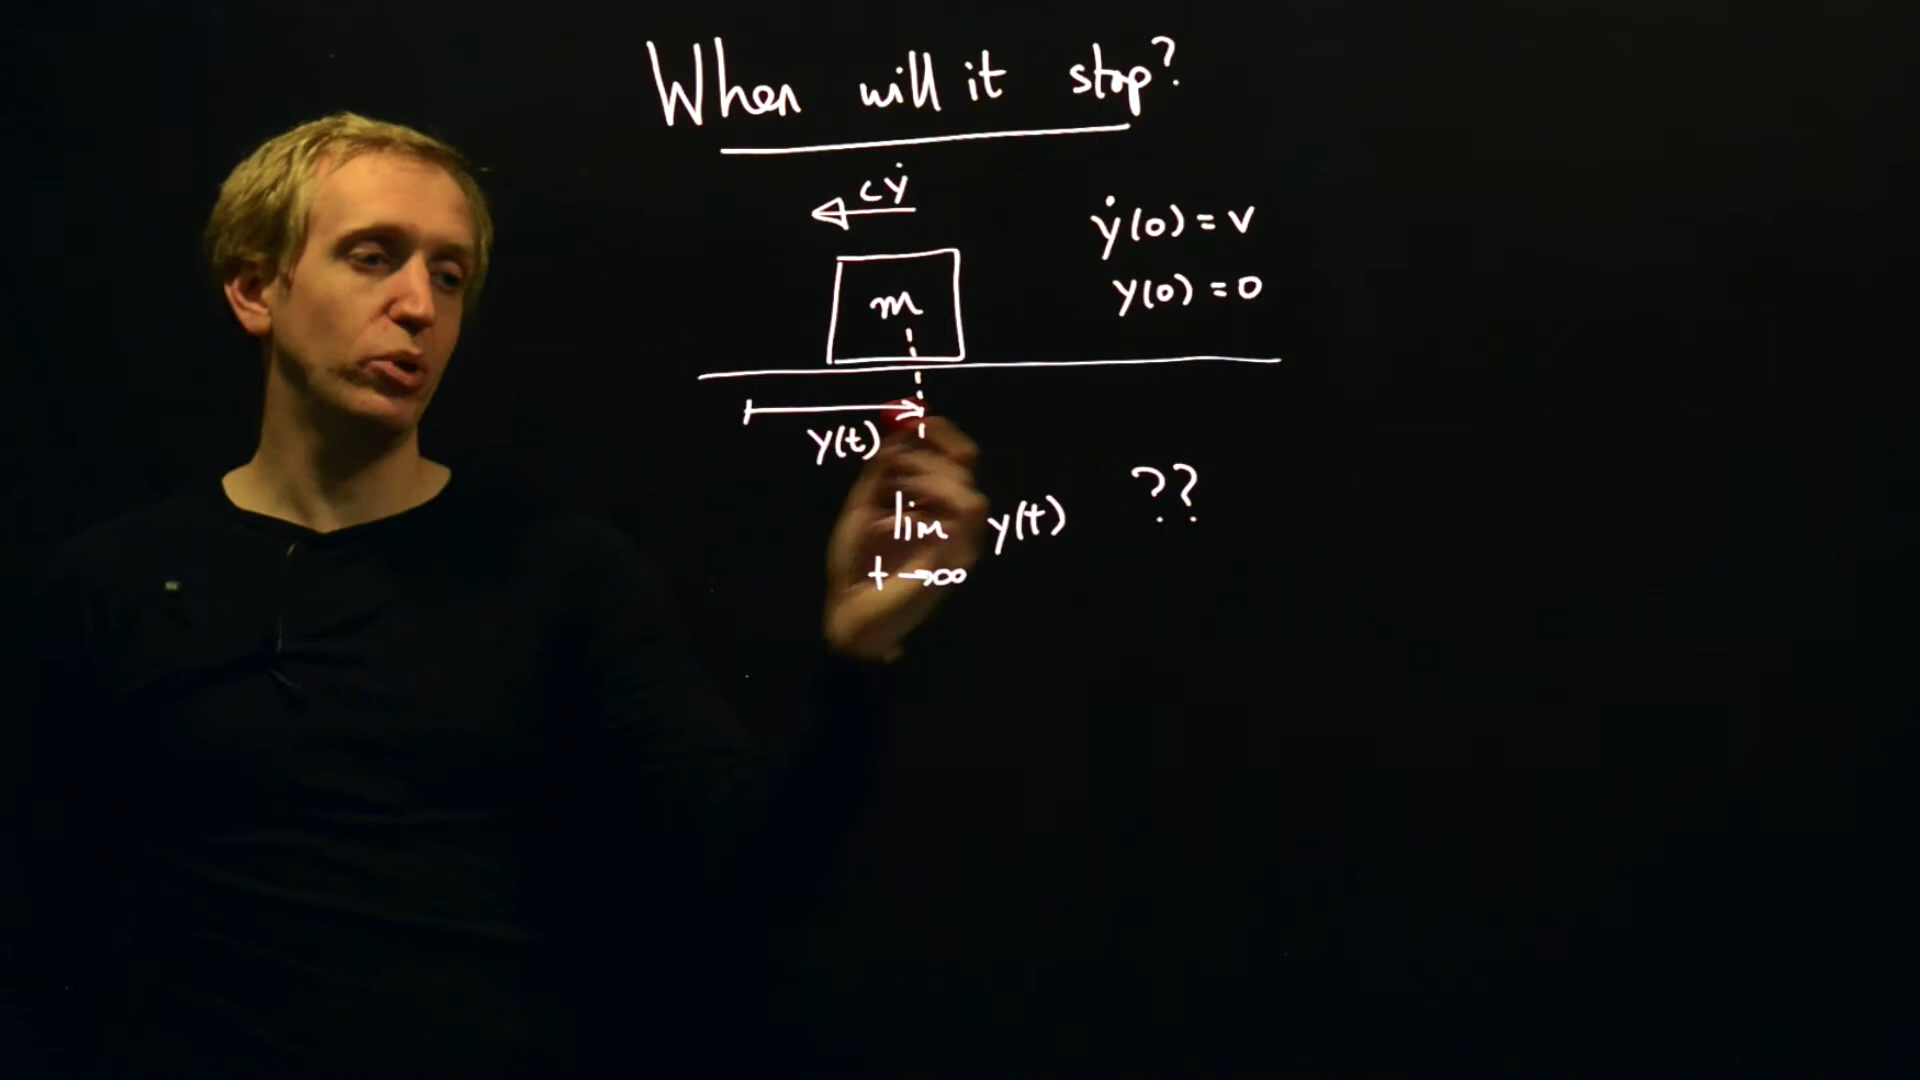 When will it stop?
cẏ
ẏ(0) = v
m
y(0) = 0
y(t)
lim y(t) ??
t→∞